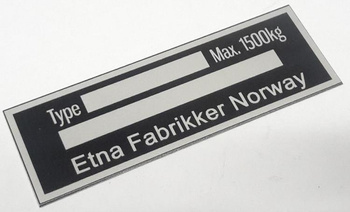 Type Max. 1500kg
Etna Fabrikker Norway